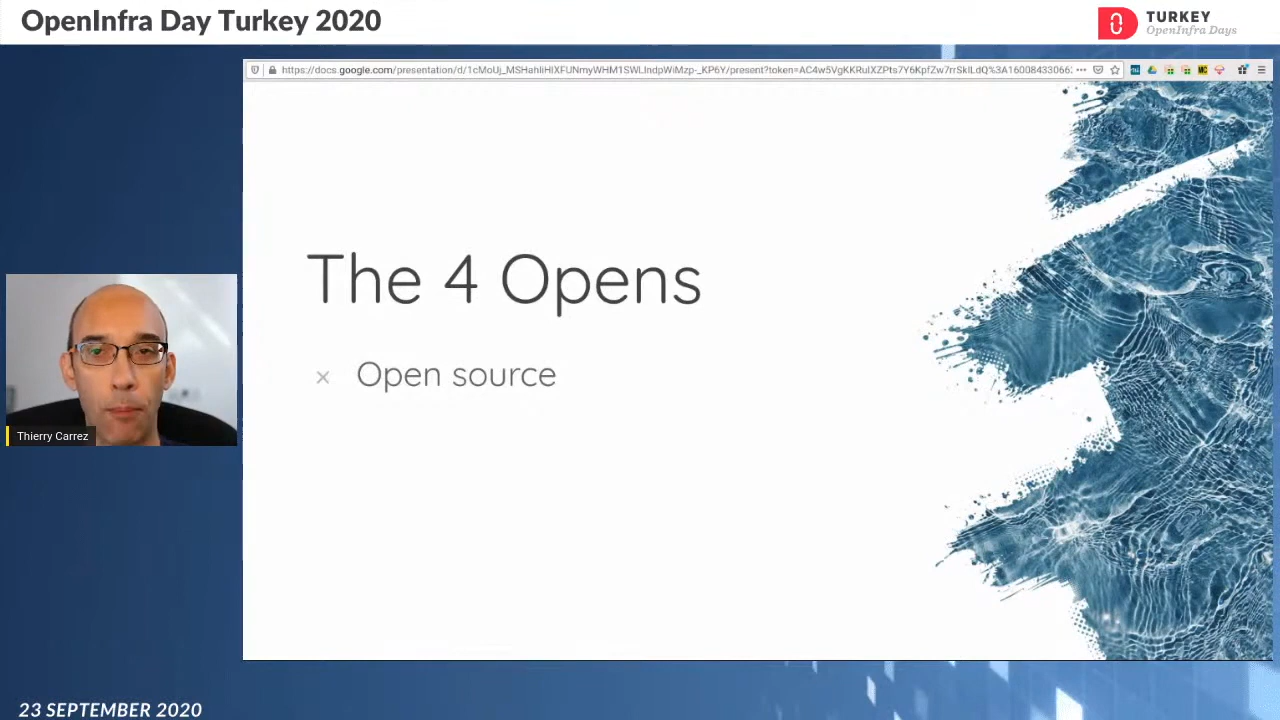 OpenInfra Day Turkey 2020
TURKEY
OpenInfra Days
The 4 Opens
× Open source
Thierry Carrez
23 SEPTEMBER 2020